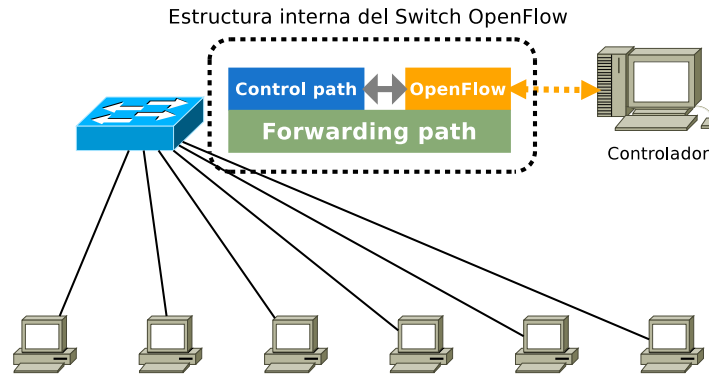 Estructura interna del Switch OpenFlow
Control path
OpenFlow
Forwarding path
Controlador